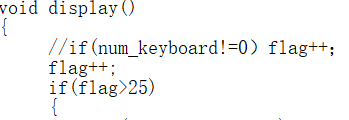 void display()
{
//if(num_keyboard!=0) flag++;
flag++;
if(flag>25)
{